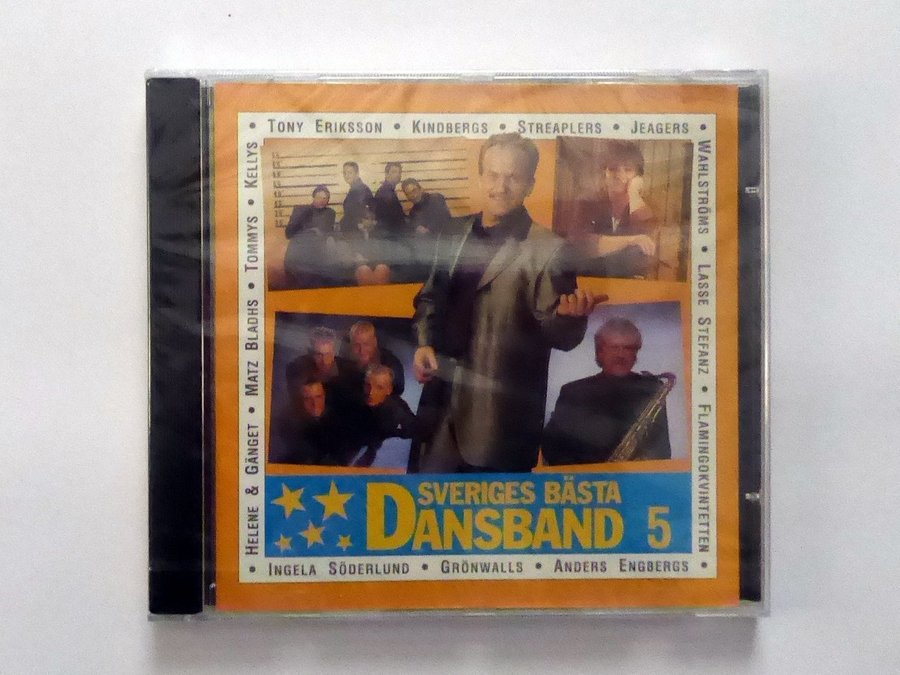 • TONY ERIKSSON • KINDBERGS • STREAPLERS • JEAGERS •
WAHLSTRÖMS • LASSE STEFANZ • FLAMINGOKVINTETTEN
HELENE & GÄNGET • MATZ BLADHS • TOMMYS • KELLYS
SVERIGES BÄSTA
DANSBAND 5
• INGELA SÖDERLUND • GRÖNWALLS • ANDERS ENGBERGS •